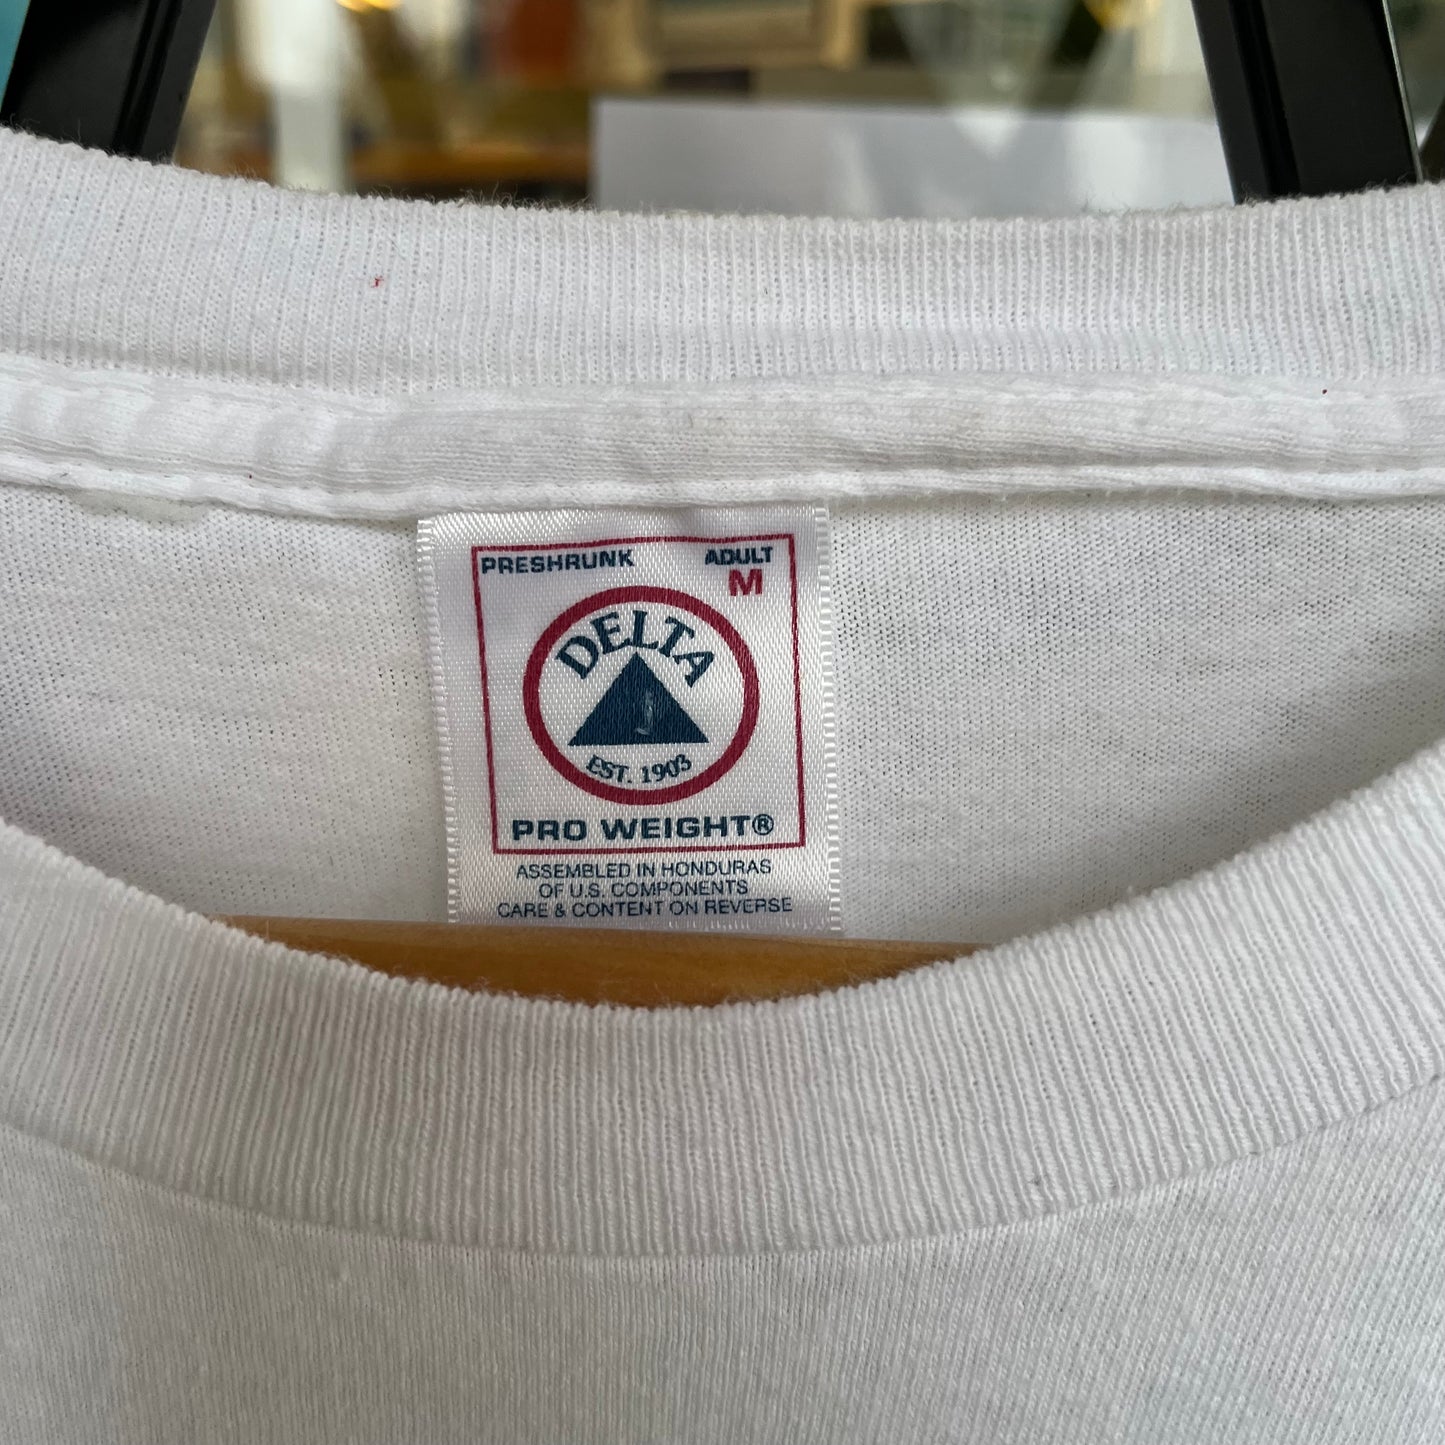 PRESHRUNK ADULT
M
DELTA
EST. 1903
PRO WEIGHT®
ASSEMBLED IN HONDURAS
OF U.S. COMPONENTS
CARE & CONTENT ON REVERSE